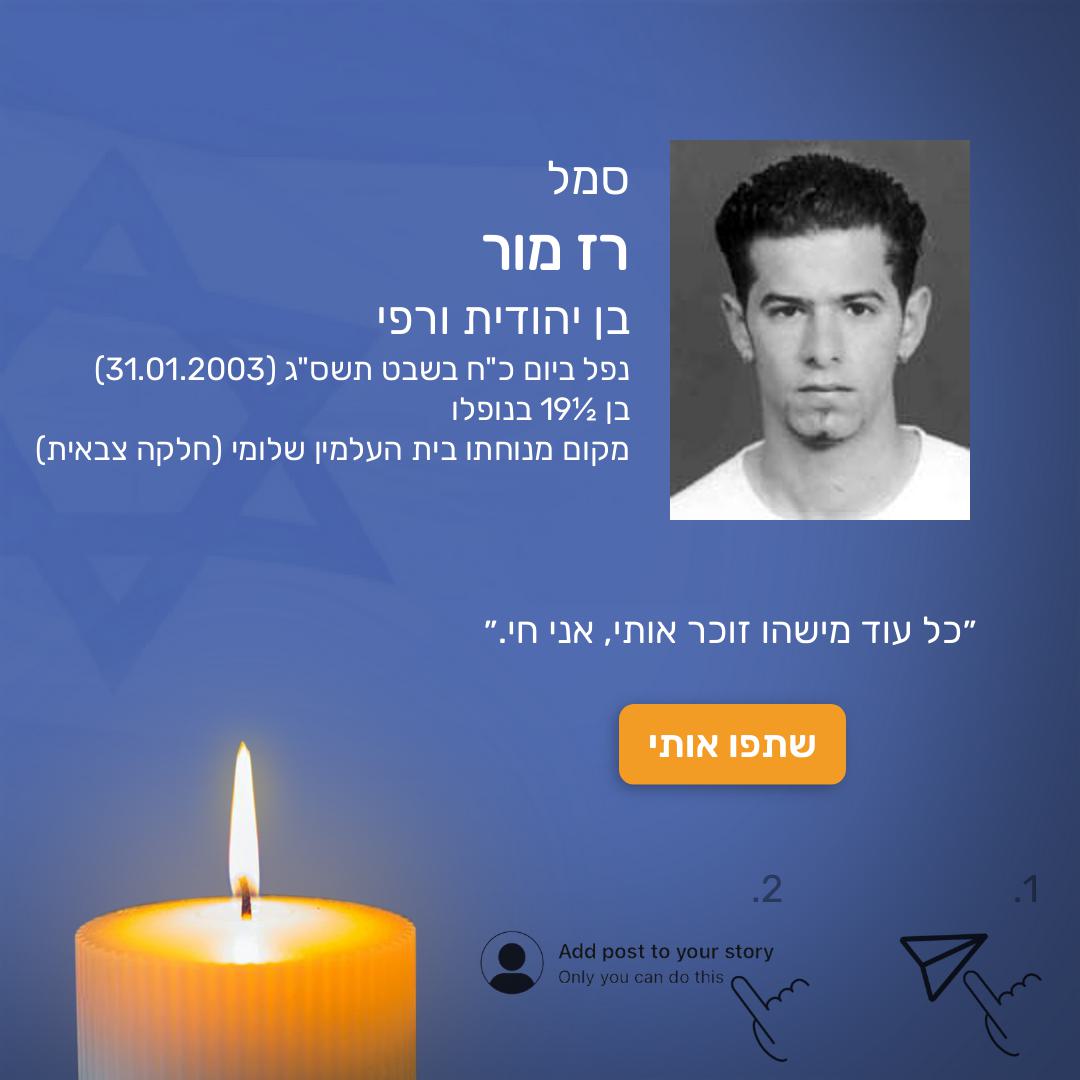 סמל
רז מור
בן יהודית ורפי
נפל ביום כ"ח בשבט תשס"ג (31.01.2003)
בן 19½ בנופלו
מקום מנוחתו בית העלמין שלומי (חלקה צבאית)
״כל עוד מישהו זוכר אותי, אני חי.״
שתפו אותי
.1
.2
Add post to your story
Only you can do this